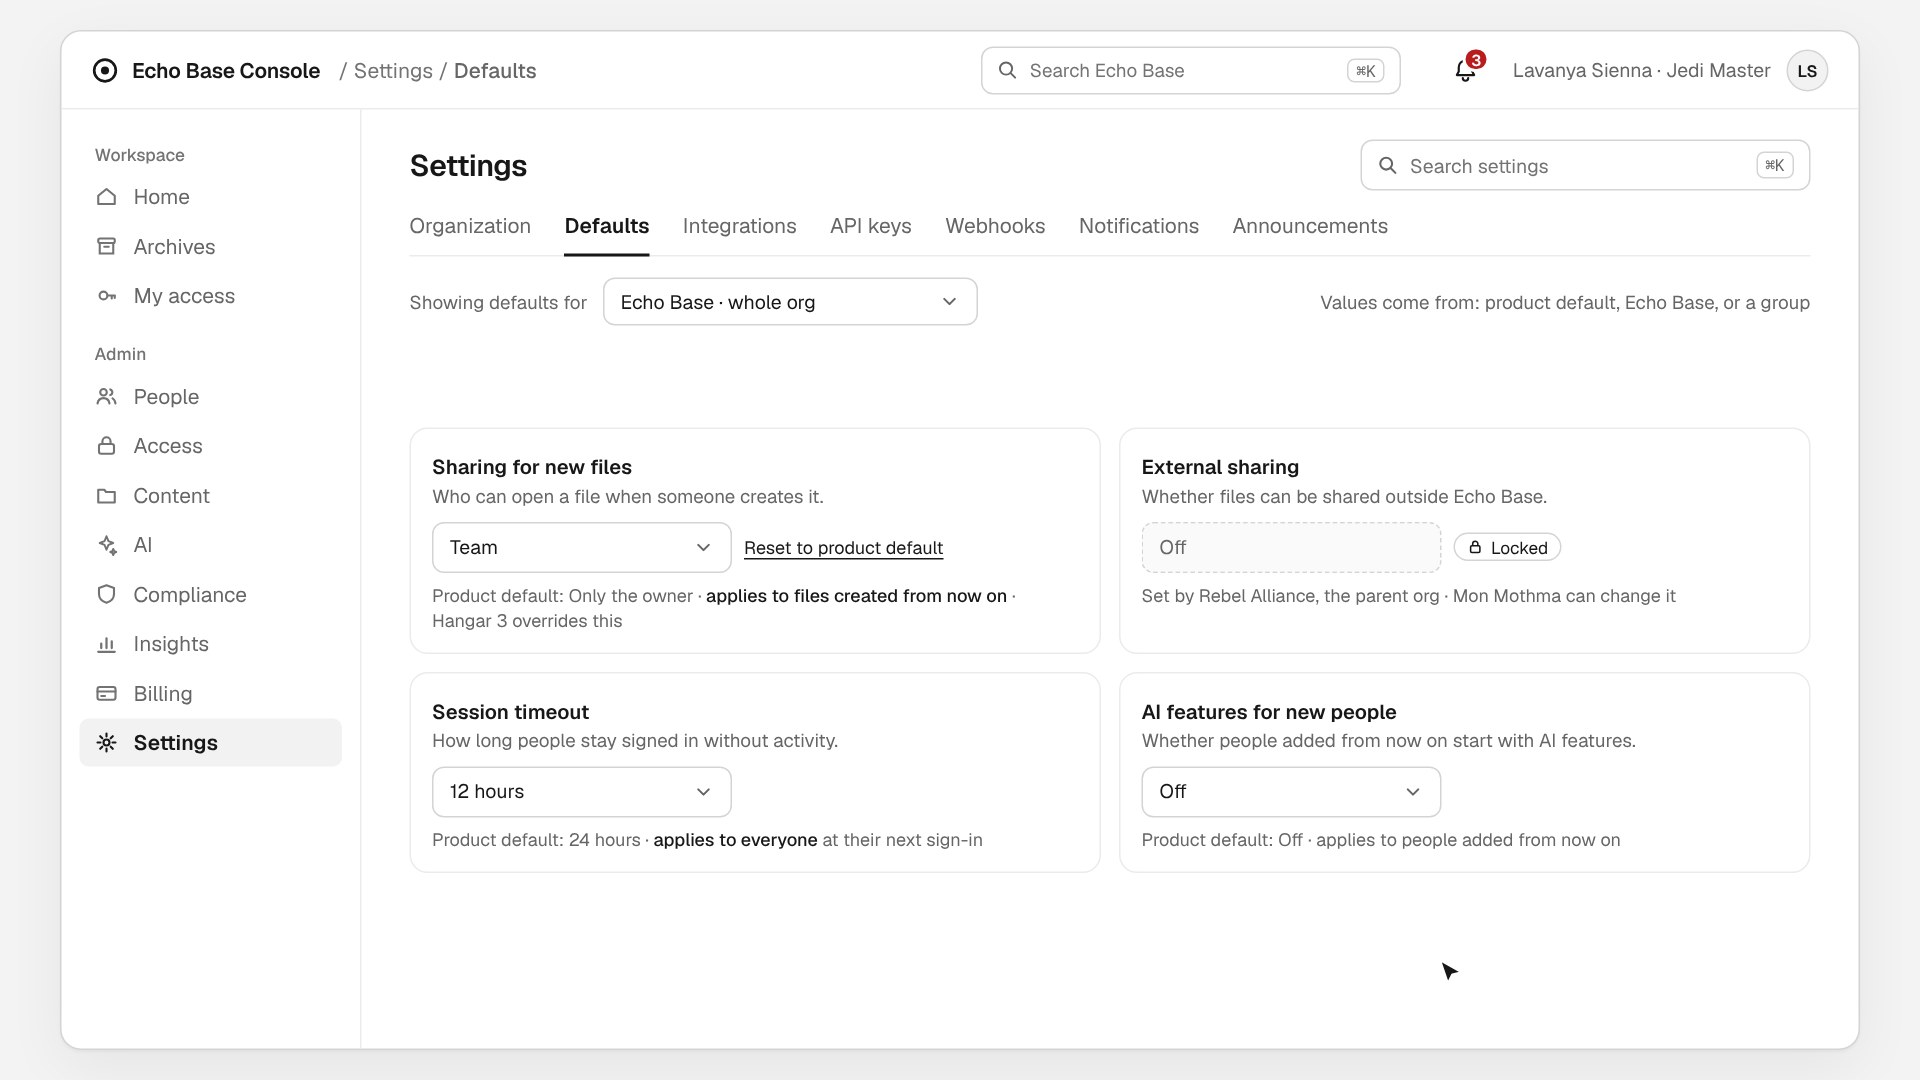 Echo Base Console / Settings / Defaults
Search Echo Base ⌘K
3
Lavanya Sienna · Jedi Master LS
Workspace
Home
Archives
My access
Admin
People
Access
Content
AI
Compliance
Insights
Billing
Settings
Settings
Search settings ⌘K
Organization Defaults Integrations API keys Webhooks Notifications Announcements
Showing defaults for Echo Base · whole org
Values come from: product default, Echo Base, or a group
Sharing for new files
Who can open a file when someone creates it.
Team Reset to product default
Product default: Only the owner · applies to files created from now on ·
Hangar 3 overrides this
External sharing
Whether files can be shared outside Echo Base.
Off Locked
Set by Rebel Alliance, the parent org · Mon Mothma can change it
Session timeout
How long people stay signed in without activity.
12 hours
Product default: 24 hours · applies to everyone at their next sign-in
AI features for new people
Whether people added from now on start with AI features.
Off
Product default: Off · applies to people added from now on